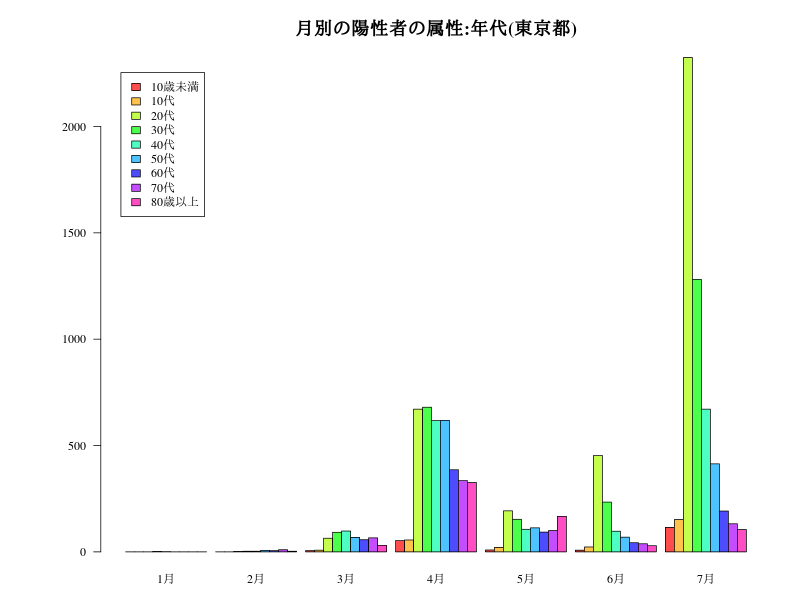 月別の陽性者の属性:年代(東京都)
10歳未満
10代
20代
30代
40代
50代
60代
70代
80歳以上
2000
1500
1000
500
0
1月 2月 3月 4月 5月 6月 7月